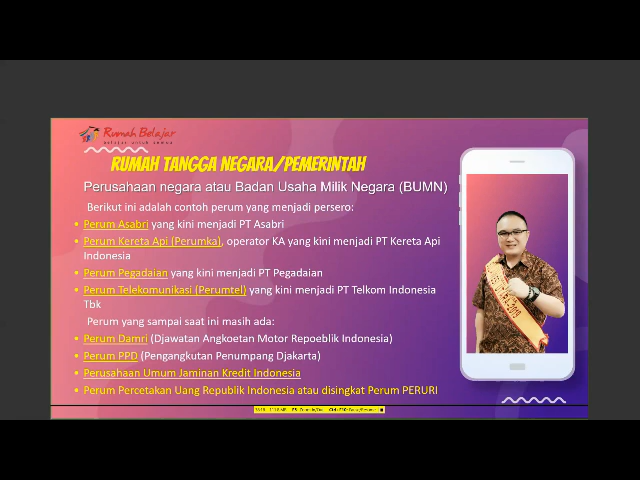 Rumah Belajar
RUMAH TANGGA NEGARA/PEMERINTAH
Perusahaan negara atau Badan Usaha Milik Negara (BUMN)
Berikut ini adalah contoh perum yang menjadi persero:
• Perum Asabri yang kini menjadi PT Asabri
• Perum Kereta Api (Perumka), operator KA yang kini menjadi PT Kereta Api
Indonesia
• Perum Pegadaian yang kini menjadi PT Pegadaian
• Perum Telekomunikasi (Perumtel) yang kini menjadi PT Telkom Indonesia
Tbk
Perum yang sampai saat ini masih ada:
• Perum Damri (Djawatan Angkoetan Motor Repoeblik Indonesia)
• Perum PPD (Pengangkutan Penumpang Djakarta)
• Perusahaan Umum Jaminan Kredit Indonesia
• Perum Percetakan Uang Republik Indonesia atau disingkat Perum PERURI